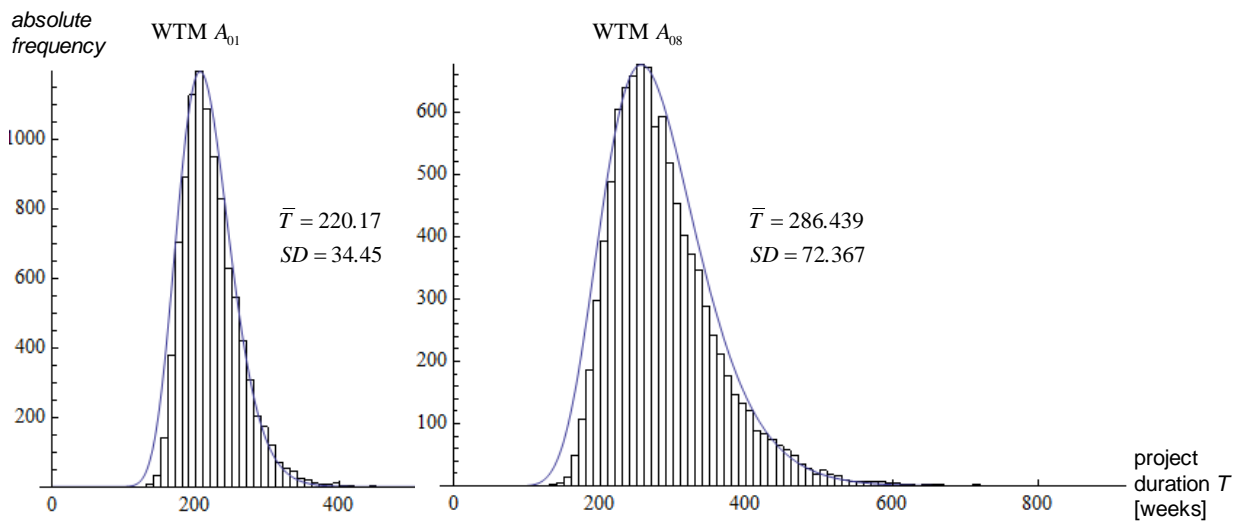 absolute
frequency
WTM A₀₁
1000
800
600
400
200
0
200
400
T̅ = 220.17
SD = 34.45
WTM A₀₈
600
500
400
300
200
100
0
200
400
600
800
T̅ = 286.439
SD = 72.367
project
duration T
[weeks]